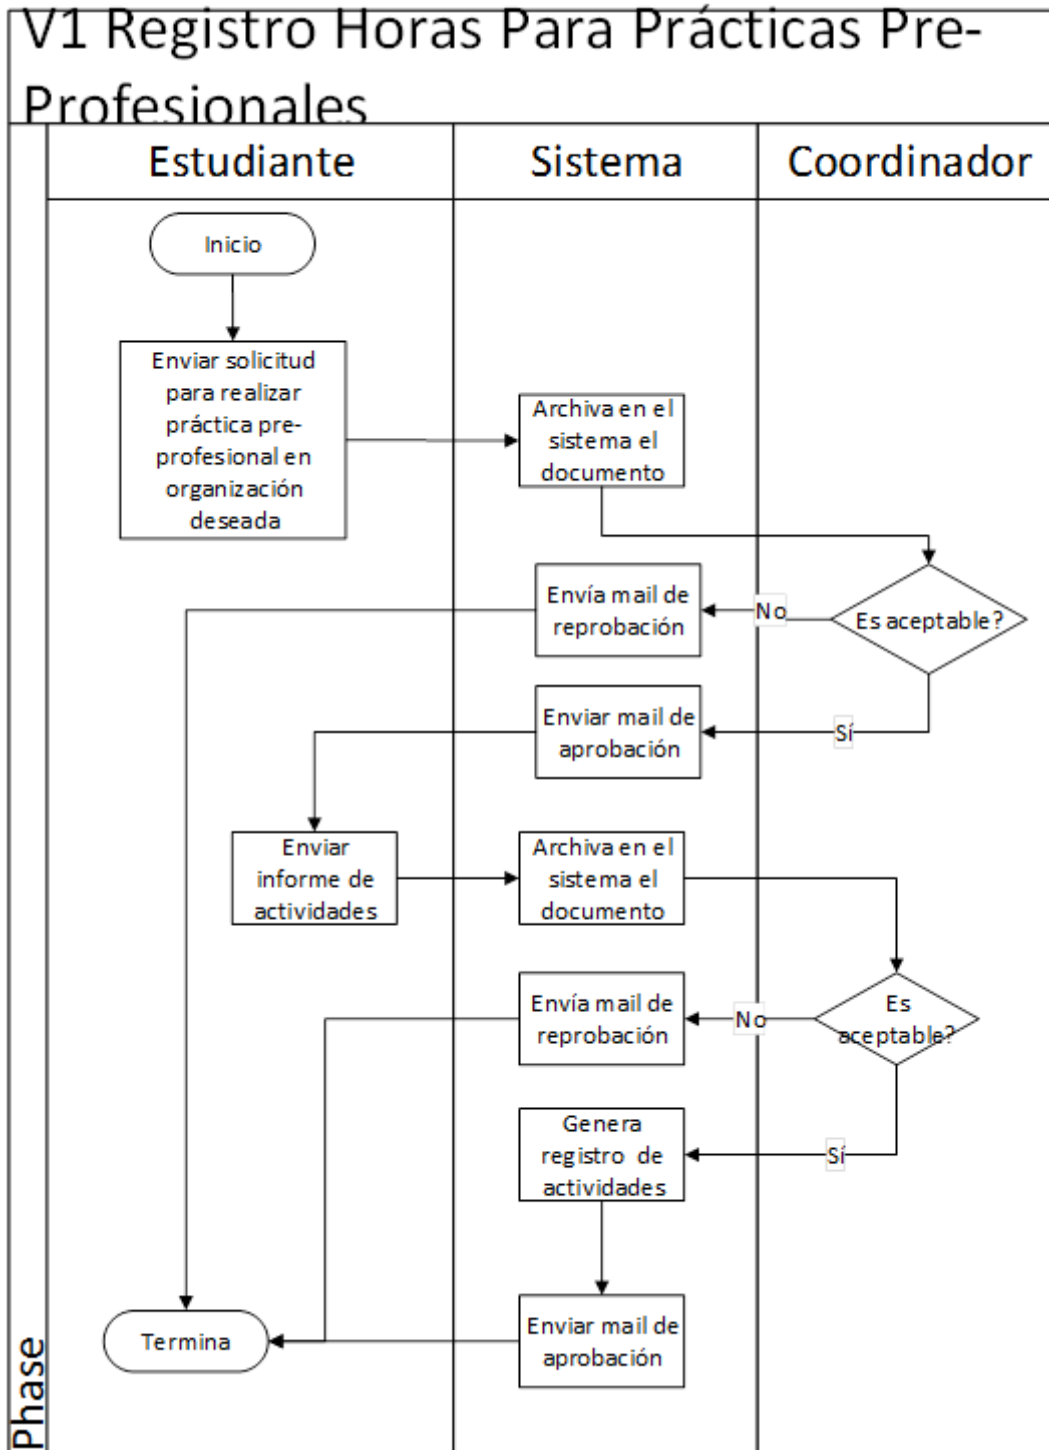 V1 Registro Horas Para Prácticas Pre-
Profesionales
Estudiante
Sistema
Coordinador
Inicio
Enviar solicitud
para realizar
práctica pre-
profesional en
organización
deseada
Archiva en el
sistema el
documento
Es aceptable?
No
Envía mail de
reprobación
Sí
Enviar mail de
aprobación
Enviar
informe de
actividades
Archiva en el
sistema el
documento
Es
aceptable?
No
Envía mail de
reprobación
Sí
Genera
registro de
actividades
Enviar mail de
aprobación
Termina
Phase